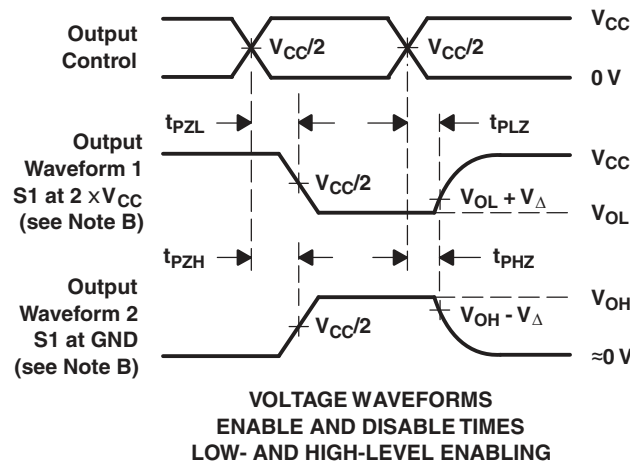 Output
Control
V_CC/2
V_CC/2
V_CC
0 V
t_PZL
t_PLZ
Output
Waveform 1
S1 at 2 x V_CC
(see Note B)
V_CC/2
V_CC
V_OL + V_Δ
V_OL
t_PZH
t_PHZ
Output
Waveform 2
S1 at GND
(see Note B)
V_CC/2
V_OH
V_OH - V_Δ
≈0 V
VOLTAGE WAVEFORMS
ENABLE AND DISABLE TIMES
LOW- AND HIGH-LEVEL ENABLING